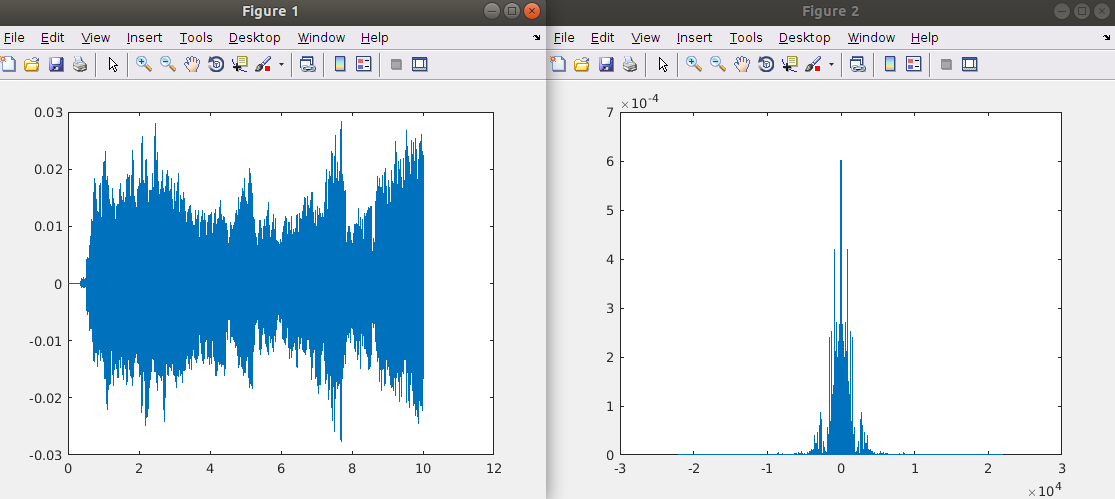 Figure 1
File Edit View Insert Tools Desktop Window Help
0.03
0.02
0.01
0
-0.01
-0.02
-0.03
0 2 4 6 8 10 12
Figure 2
File Edit View Insert Tools Desktop Window Help
×10^-4
7
6
5
4
3
2
1
0
-3 -2 -1 0 1 2 3
×10^4